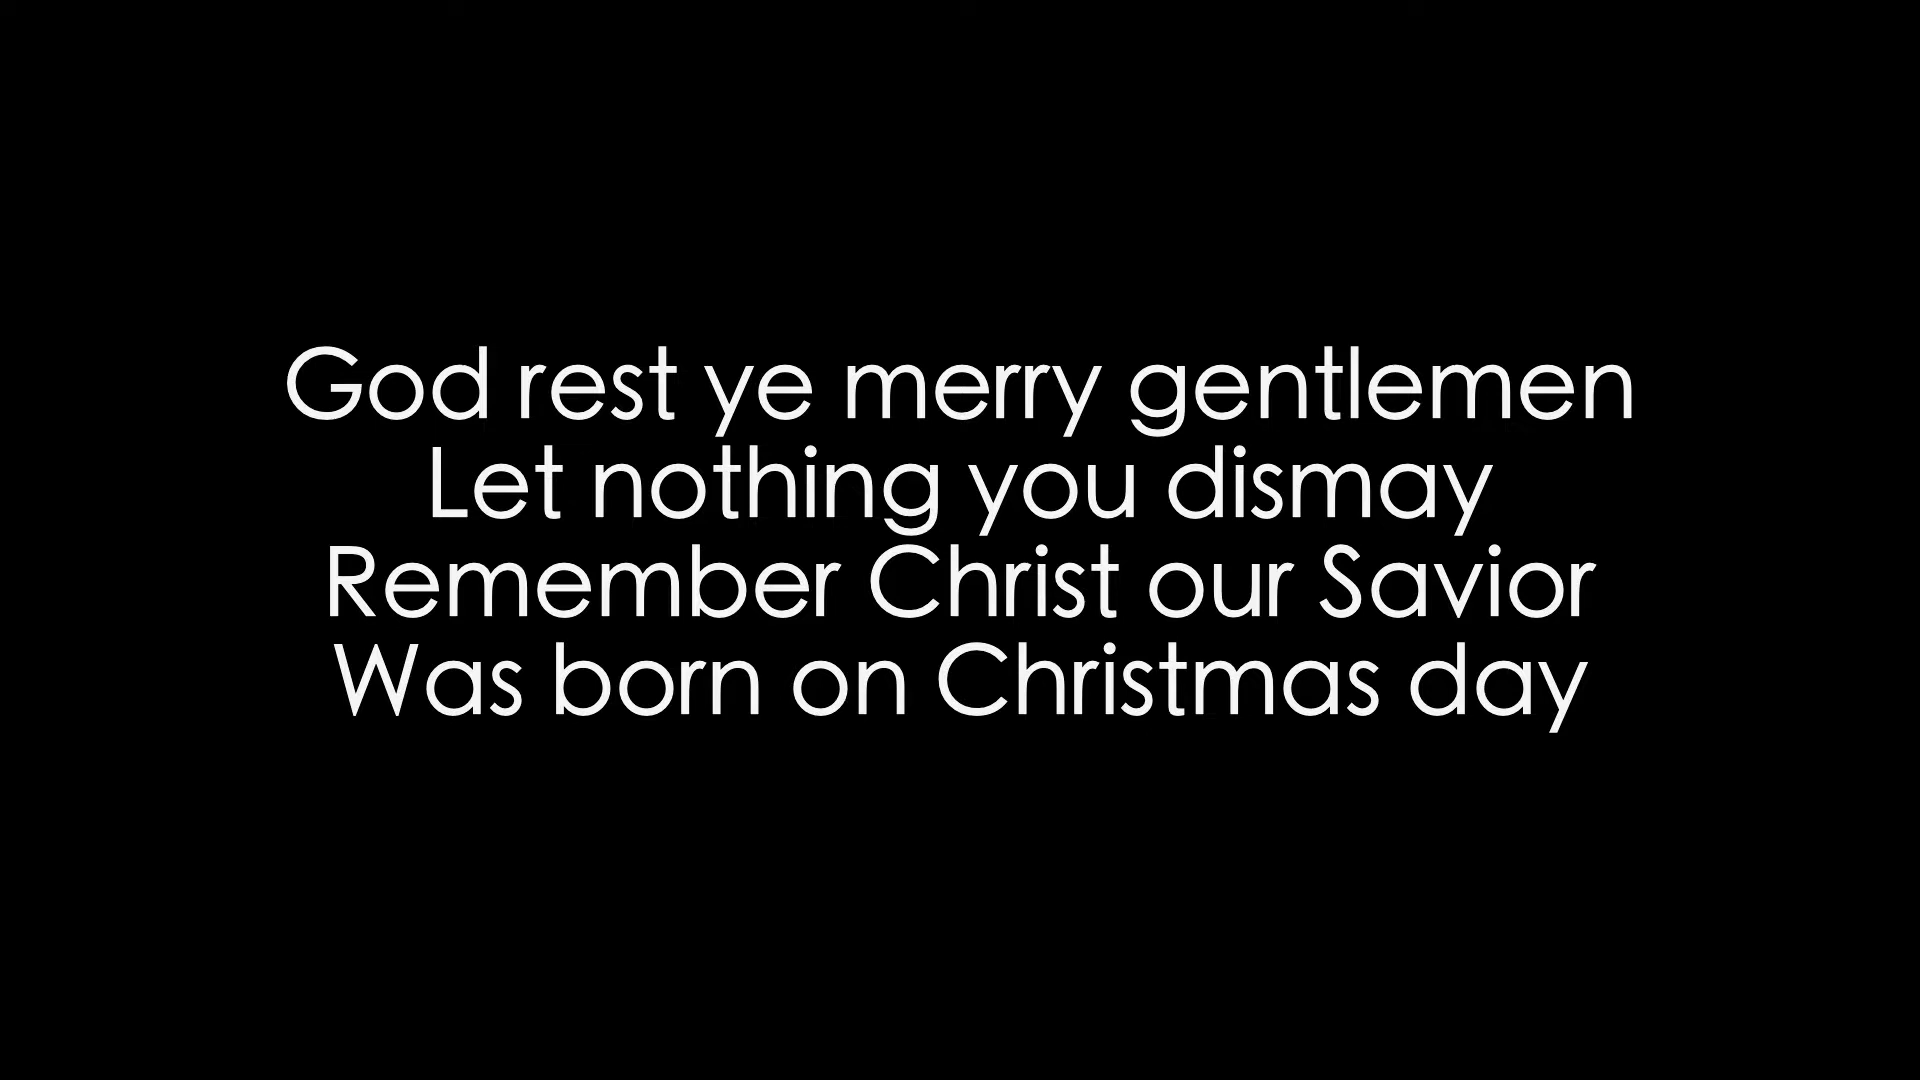 God rest ye merry gentlemen
Let nothing you dismay
Remember Christ our Savior
Was born on Christmas day